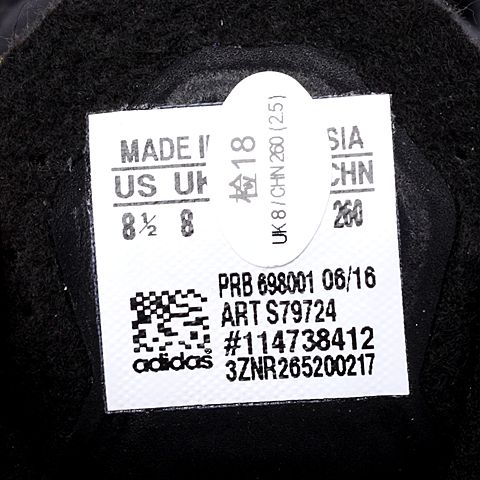 MADE I
SIA
US UK
CHN
8½ 8
260
检18
UK 8 / CHN 260 ( 2.5 )
PRB 698001 06/16
ART S79724
#114738412
3ZNR265200217
adidas